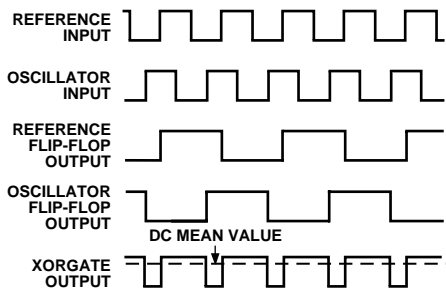 REFERENCE
INPUT
OSCILLATOR
INPUT
REFERENCE
FLIP-FLOP
OUTPUT
OSCILLATOR
FLIP-FLOP
OUTPUT
DC MEAN VALUE
XORGATE
OUTPUT